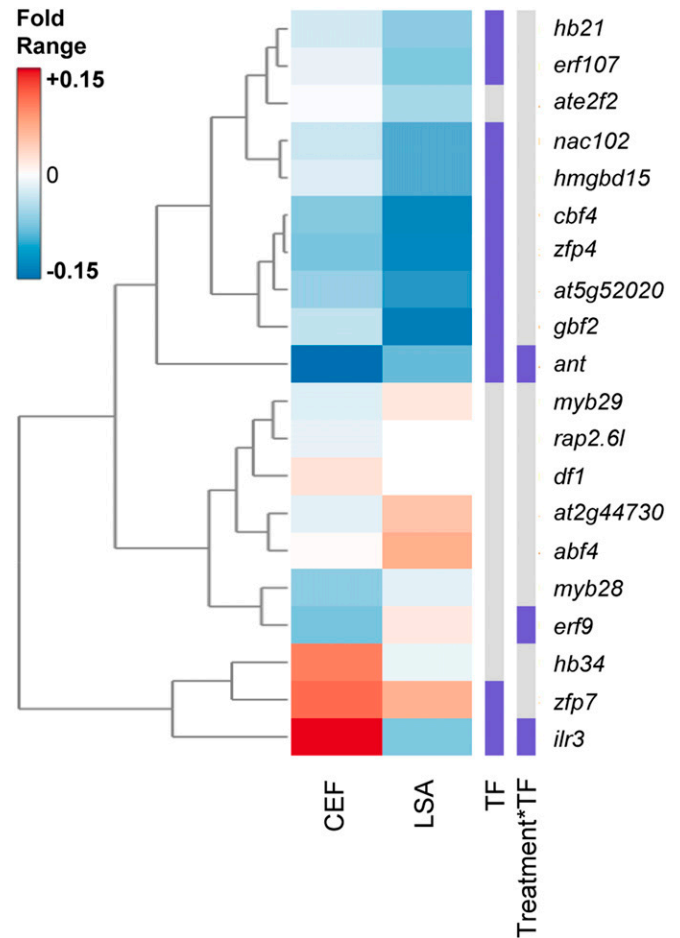 Fold
Range
+0.15
0
-0.15
hb21
erf107
ate2f2
nac102
hmgbd15
cbf4
zfp4
at5g52020
gbf2
ant
myb29
rap2.6l
df1
at2g44730
abf4
myb28
erf9
hb34
zfp7
ilr3
CEF
LSA
TF
Treatment*TF